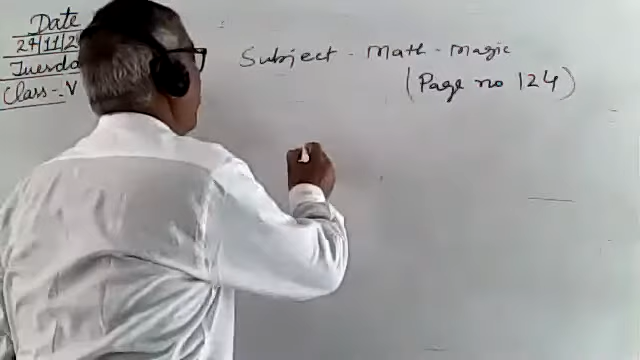 Date
Class - V
Subject - Math - Magic
(Page no 124)